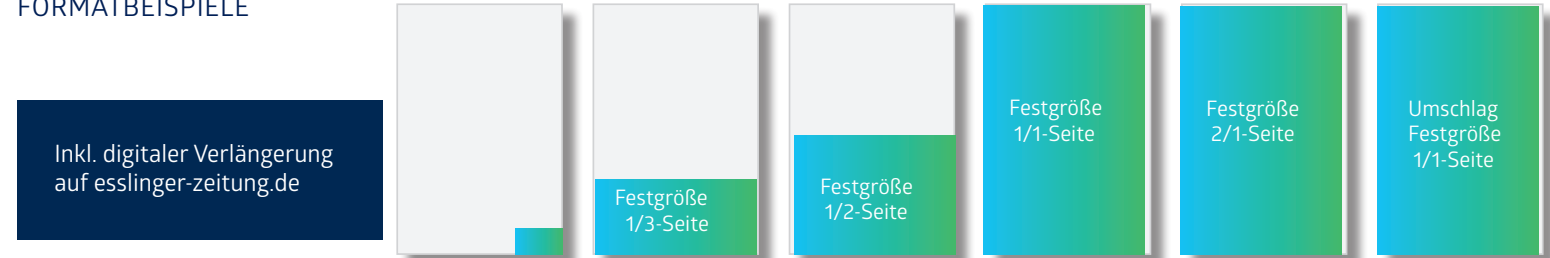 FORMATBEISPIELE
Inkl. digitaler Verlängerung
auf esslinger-zeitung.de
Festgröße
1/3-Seite
Festgröße
1/2-Seite
Festgröße
1/1-Seite
Festgröße
2/1-Seite
Umschlag
Festgröße
1/1-Seite